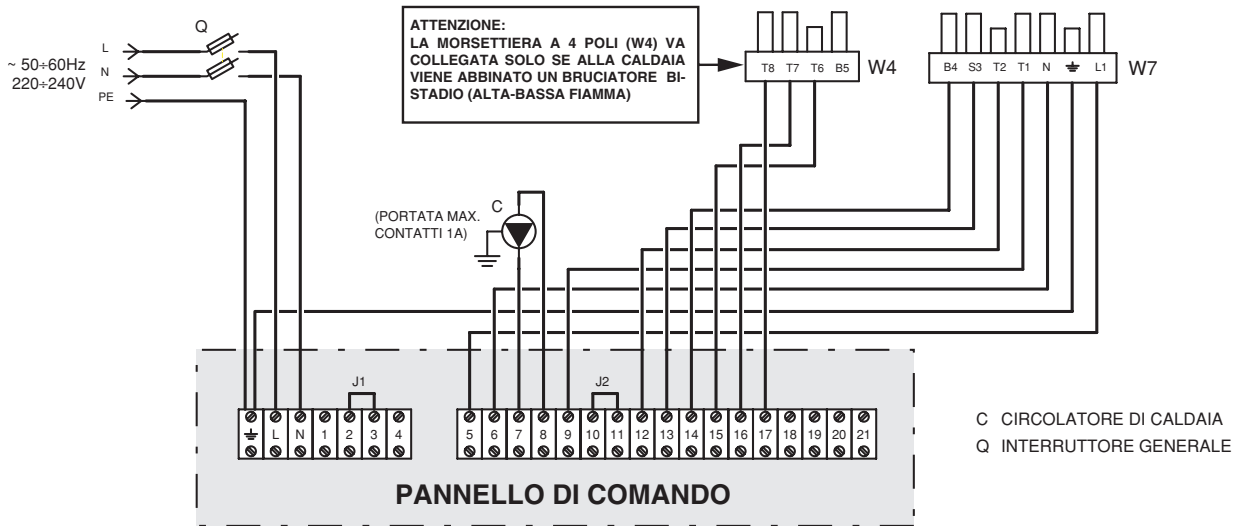 Q
L
N
PE
~ 50÷60Hz
220÷240V
ATTENZIONE:
LA MORSETTIERA A 4 POLI (W4) VA
COLLEGATA SOLO SE ALLA CALDAIA
VIENE ABBINATO UN BRUCIATORE BI-
STADIO (ALTA-BASSA FIAMMA)
T8 T7 T6 B5 W4
B4 S3 T2 T1 N L1 W7
C
(PORTATA MAX.
CONTATTI 1A)
J1
J2
L N 1 2 3 4
5 6 7 8 9 10 11 12 13 14 15 16 17 18 19 20 21
C CIRCOLATORE DI CALDAIA
Q INTERRUTTORE GENERALE
PANNELLO DI COMANDO